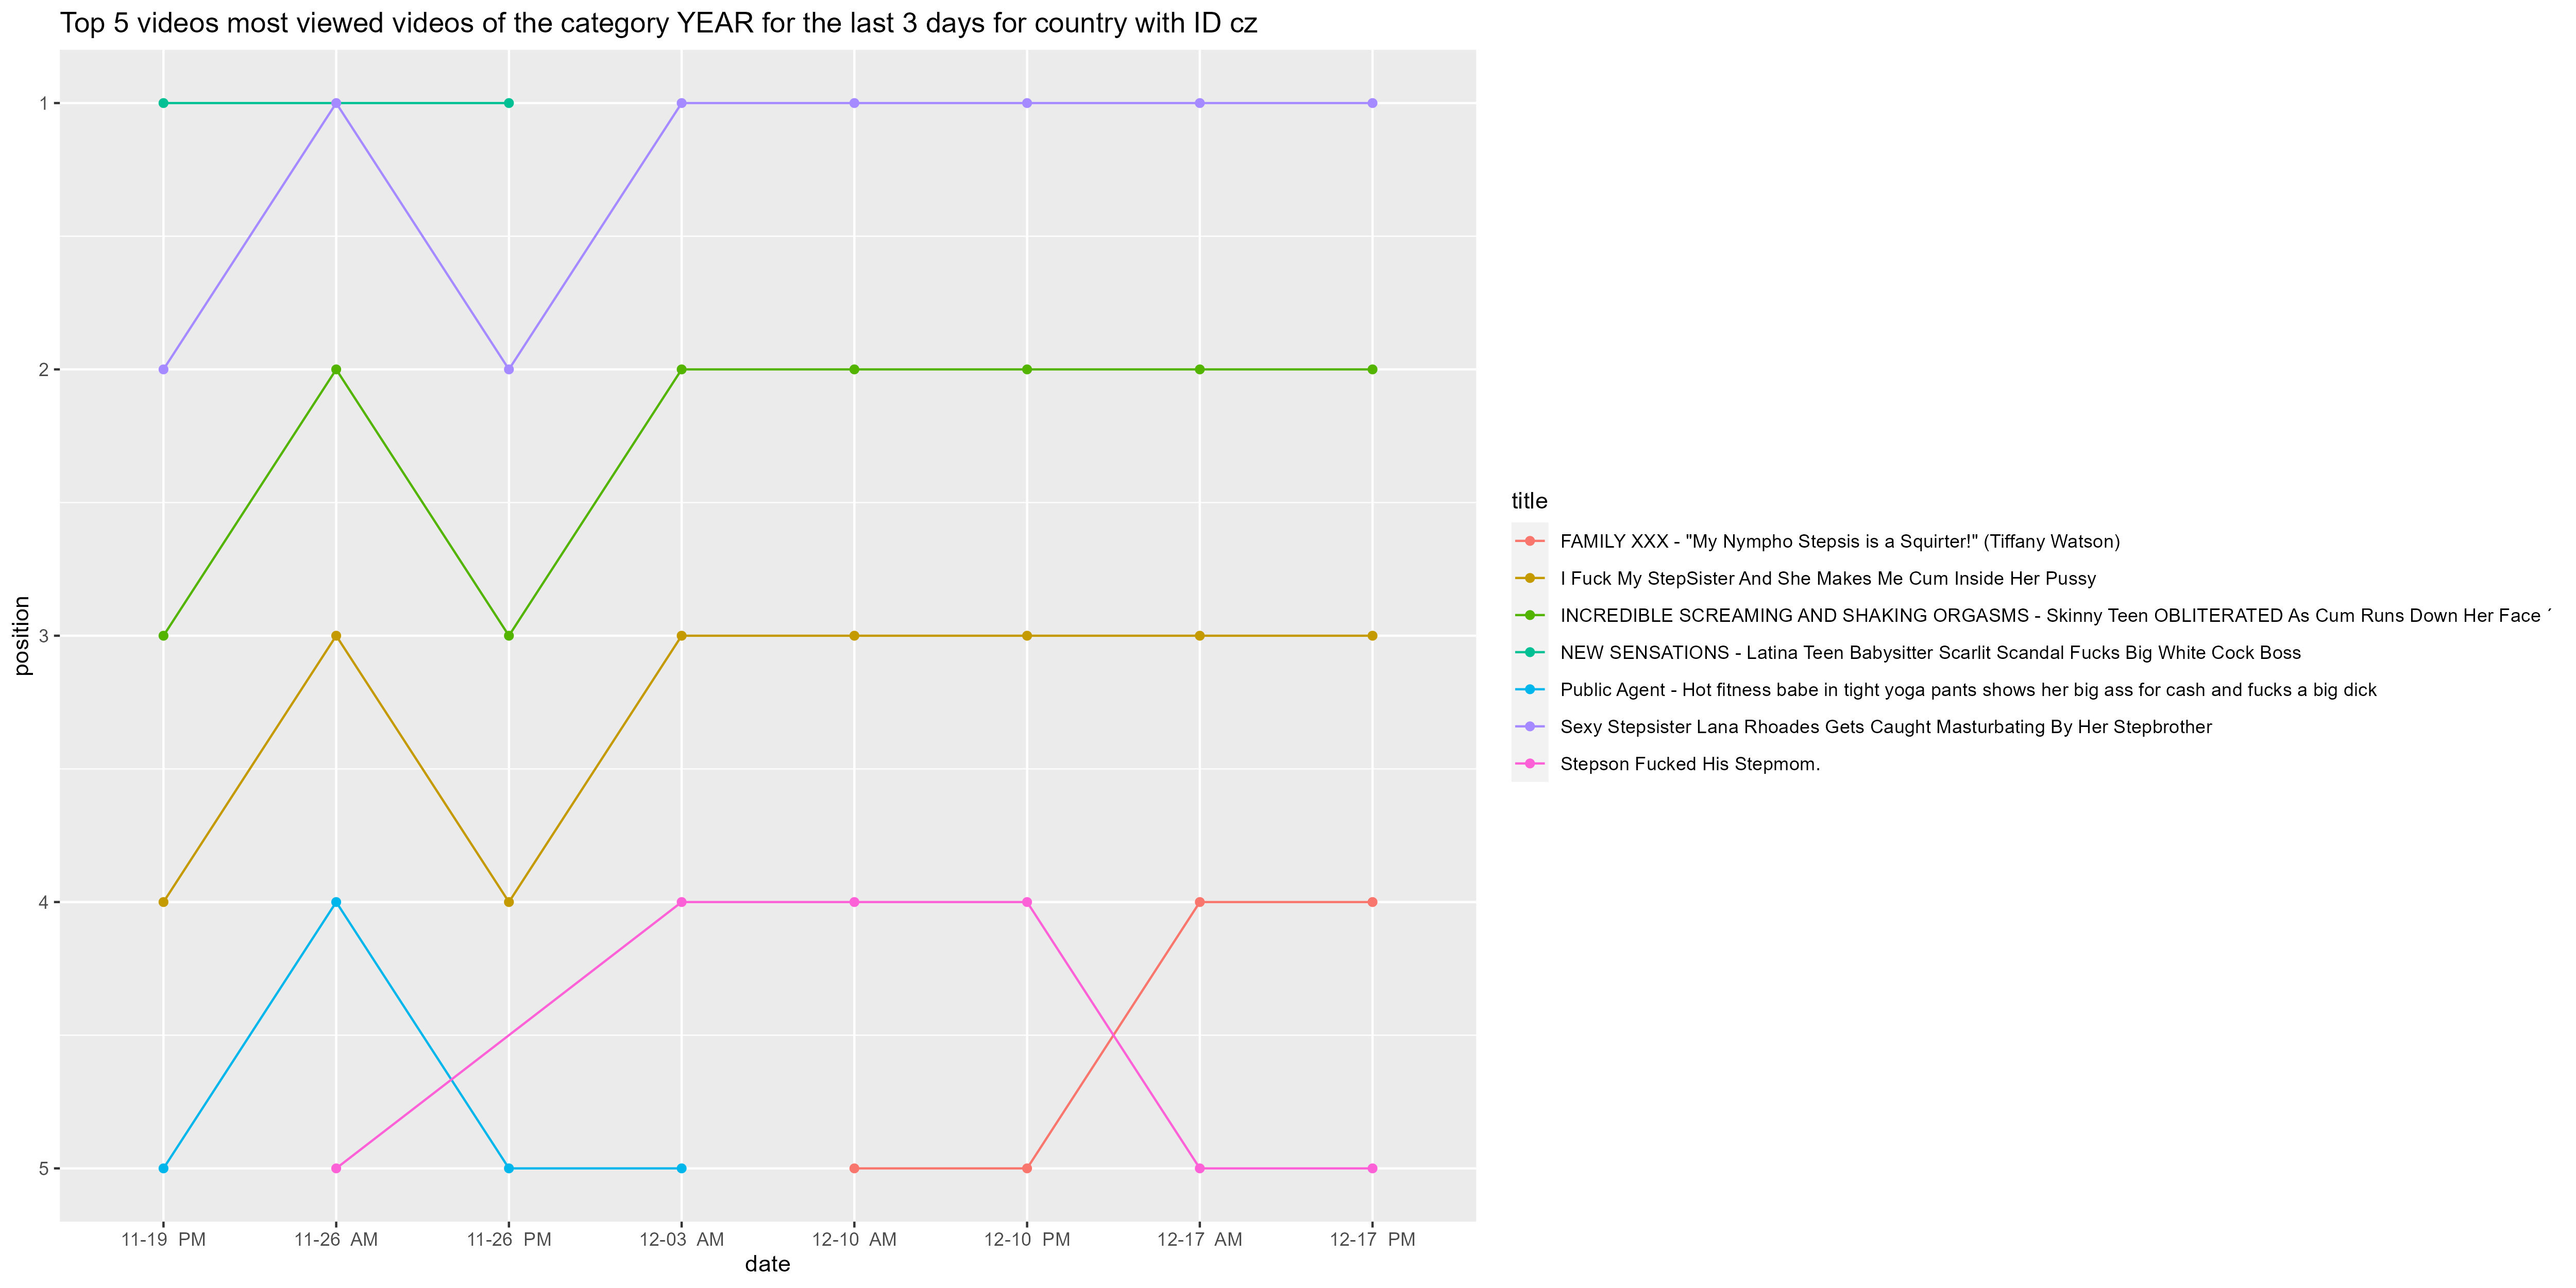 Top 5 videos most viewed videos of the category YEAR for the last 3 days for country with ID cz
position
1
2
3
4
5
11-19 PM
11-26 AM
11-26 PM
12-03 AM
12-10 AM
12-10 PM
12-17 AM
12-17 PM
date
title
FAMILY XXX - "My Nympho Stepsis is a Squirter!" (Tiffany Watson)
I Fuck My StepSister And She Makes Me Cum Inside Her Pussy
INCREDIBLE SCREAMING AND SHAKING ORGASMS - Skinny Teen OBLITERATED As Cum Runs Down Her Face
NEW SENSATIONS - Latina Teen Babysitter Scarlit Scandal Fucks Big White Cock Boss
Public Agent - Hot fitness babe in tight yoga pants shows her big ass for cash and fucks a big dick
Sexy Stepsister Lana Rhoades Gets Caught Masturbating By Her Stepbrother
Stepson Fucked His Stepmom.